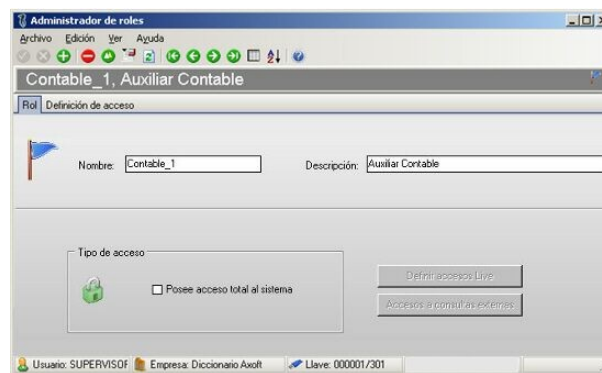 Administrador de roles
Archivo Edición Ver Ayuda
Contable_1, Auxiliar Contable
Rol Definición de acceso
Nombre: Contable_1 Descripción: Auxiliar Contable
Tipo de acceso
Posee acceso total al sistema
Definir accesos Live
Accesos a consultas externas
Usuario: SUPERVISOF Empresa: Diccionario Axoft Llave: 000001/301